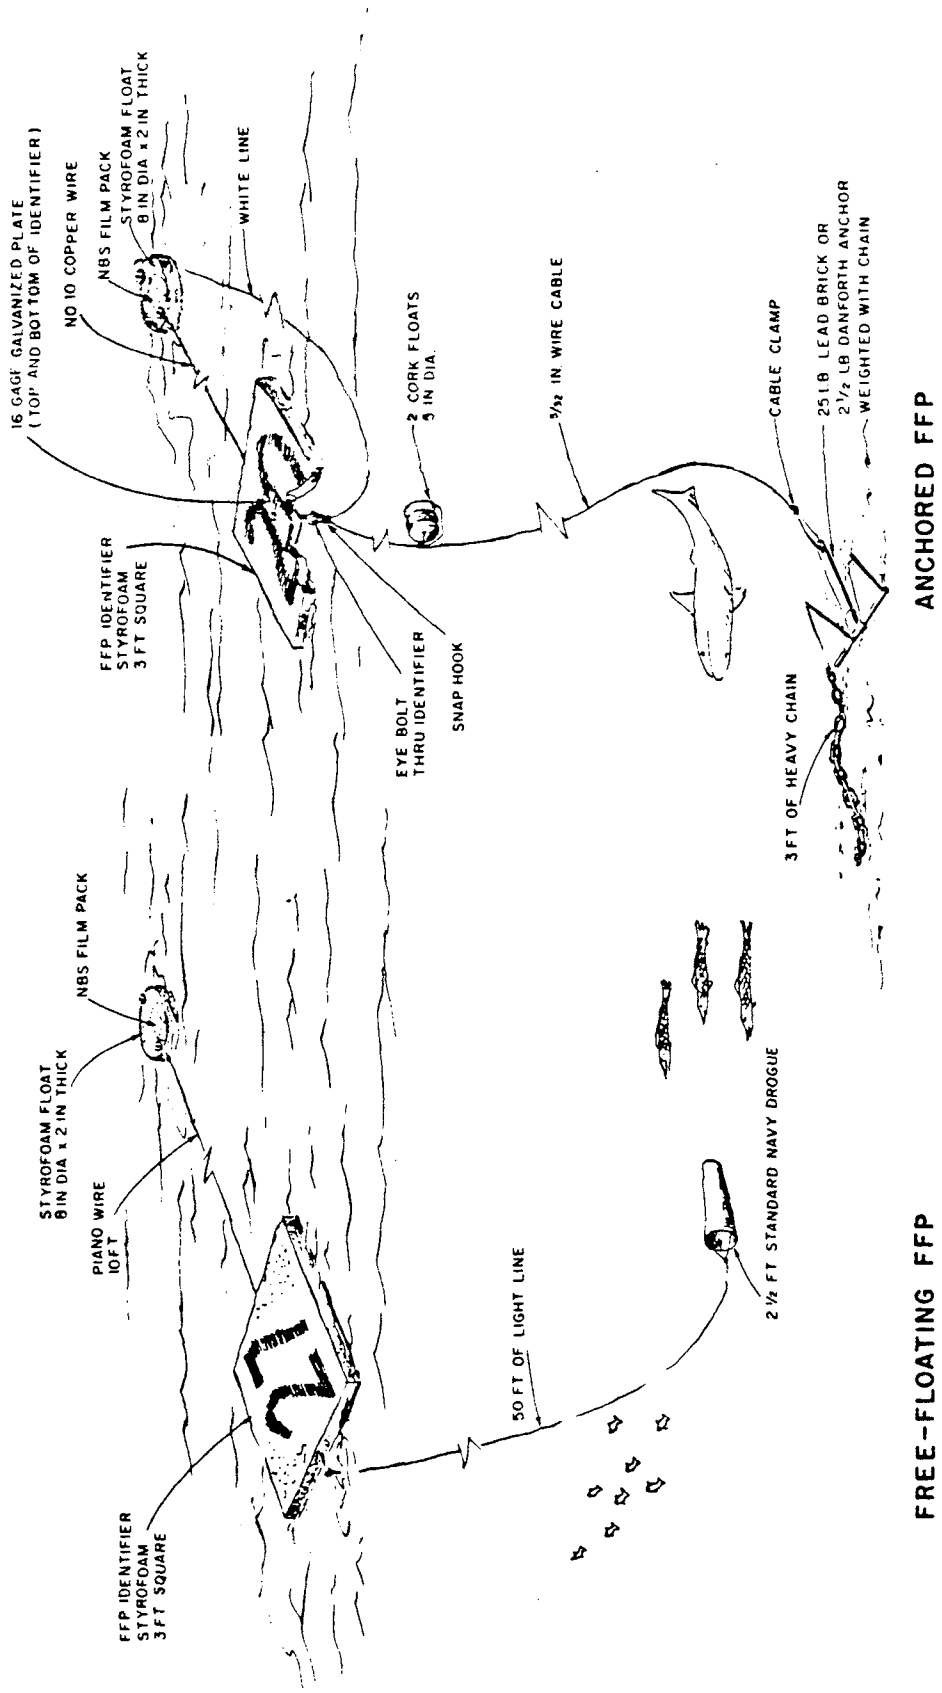 FFP IDENTIFIER
STYROFOAM
3 FT SQUARE
PIANO WIRE
10 FT
STYROFOAM FLOAT
8 IN DIA x 2 IN THICK
NBS FILM PACK
50 FT OF LIGHT LINE
2 1/2 FT STANDARD NAVY DROGUE
FREE-FLOATING FFP
16 GAGE GALVANIZED PLATE
(TOP AND BOTTOM OF IDENTIFIER)
NO 10 COPPER WIRE
NBS FILM PACK
STYROFOAM FLOAT
8 IN DIA x 2 IN THICK
WHITE LINE
FFP IDENTIFIER
STYROFOAM
3 FT SQUARE
EYE BOLT
THRU IDENTIFIER
SNAP HOOK
2 CORK FLOATS
5 IN DIA.
IN WIRE CABLE
CABLE CLAMP
25 LB LEAD BRICK OR
2 1/2 LB DANFORTH ANCHOR
WEIGHTED WITH CHAIN
3 FT OF HEAVY CHAIN
ANCHORED FFP